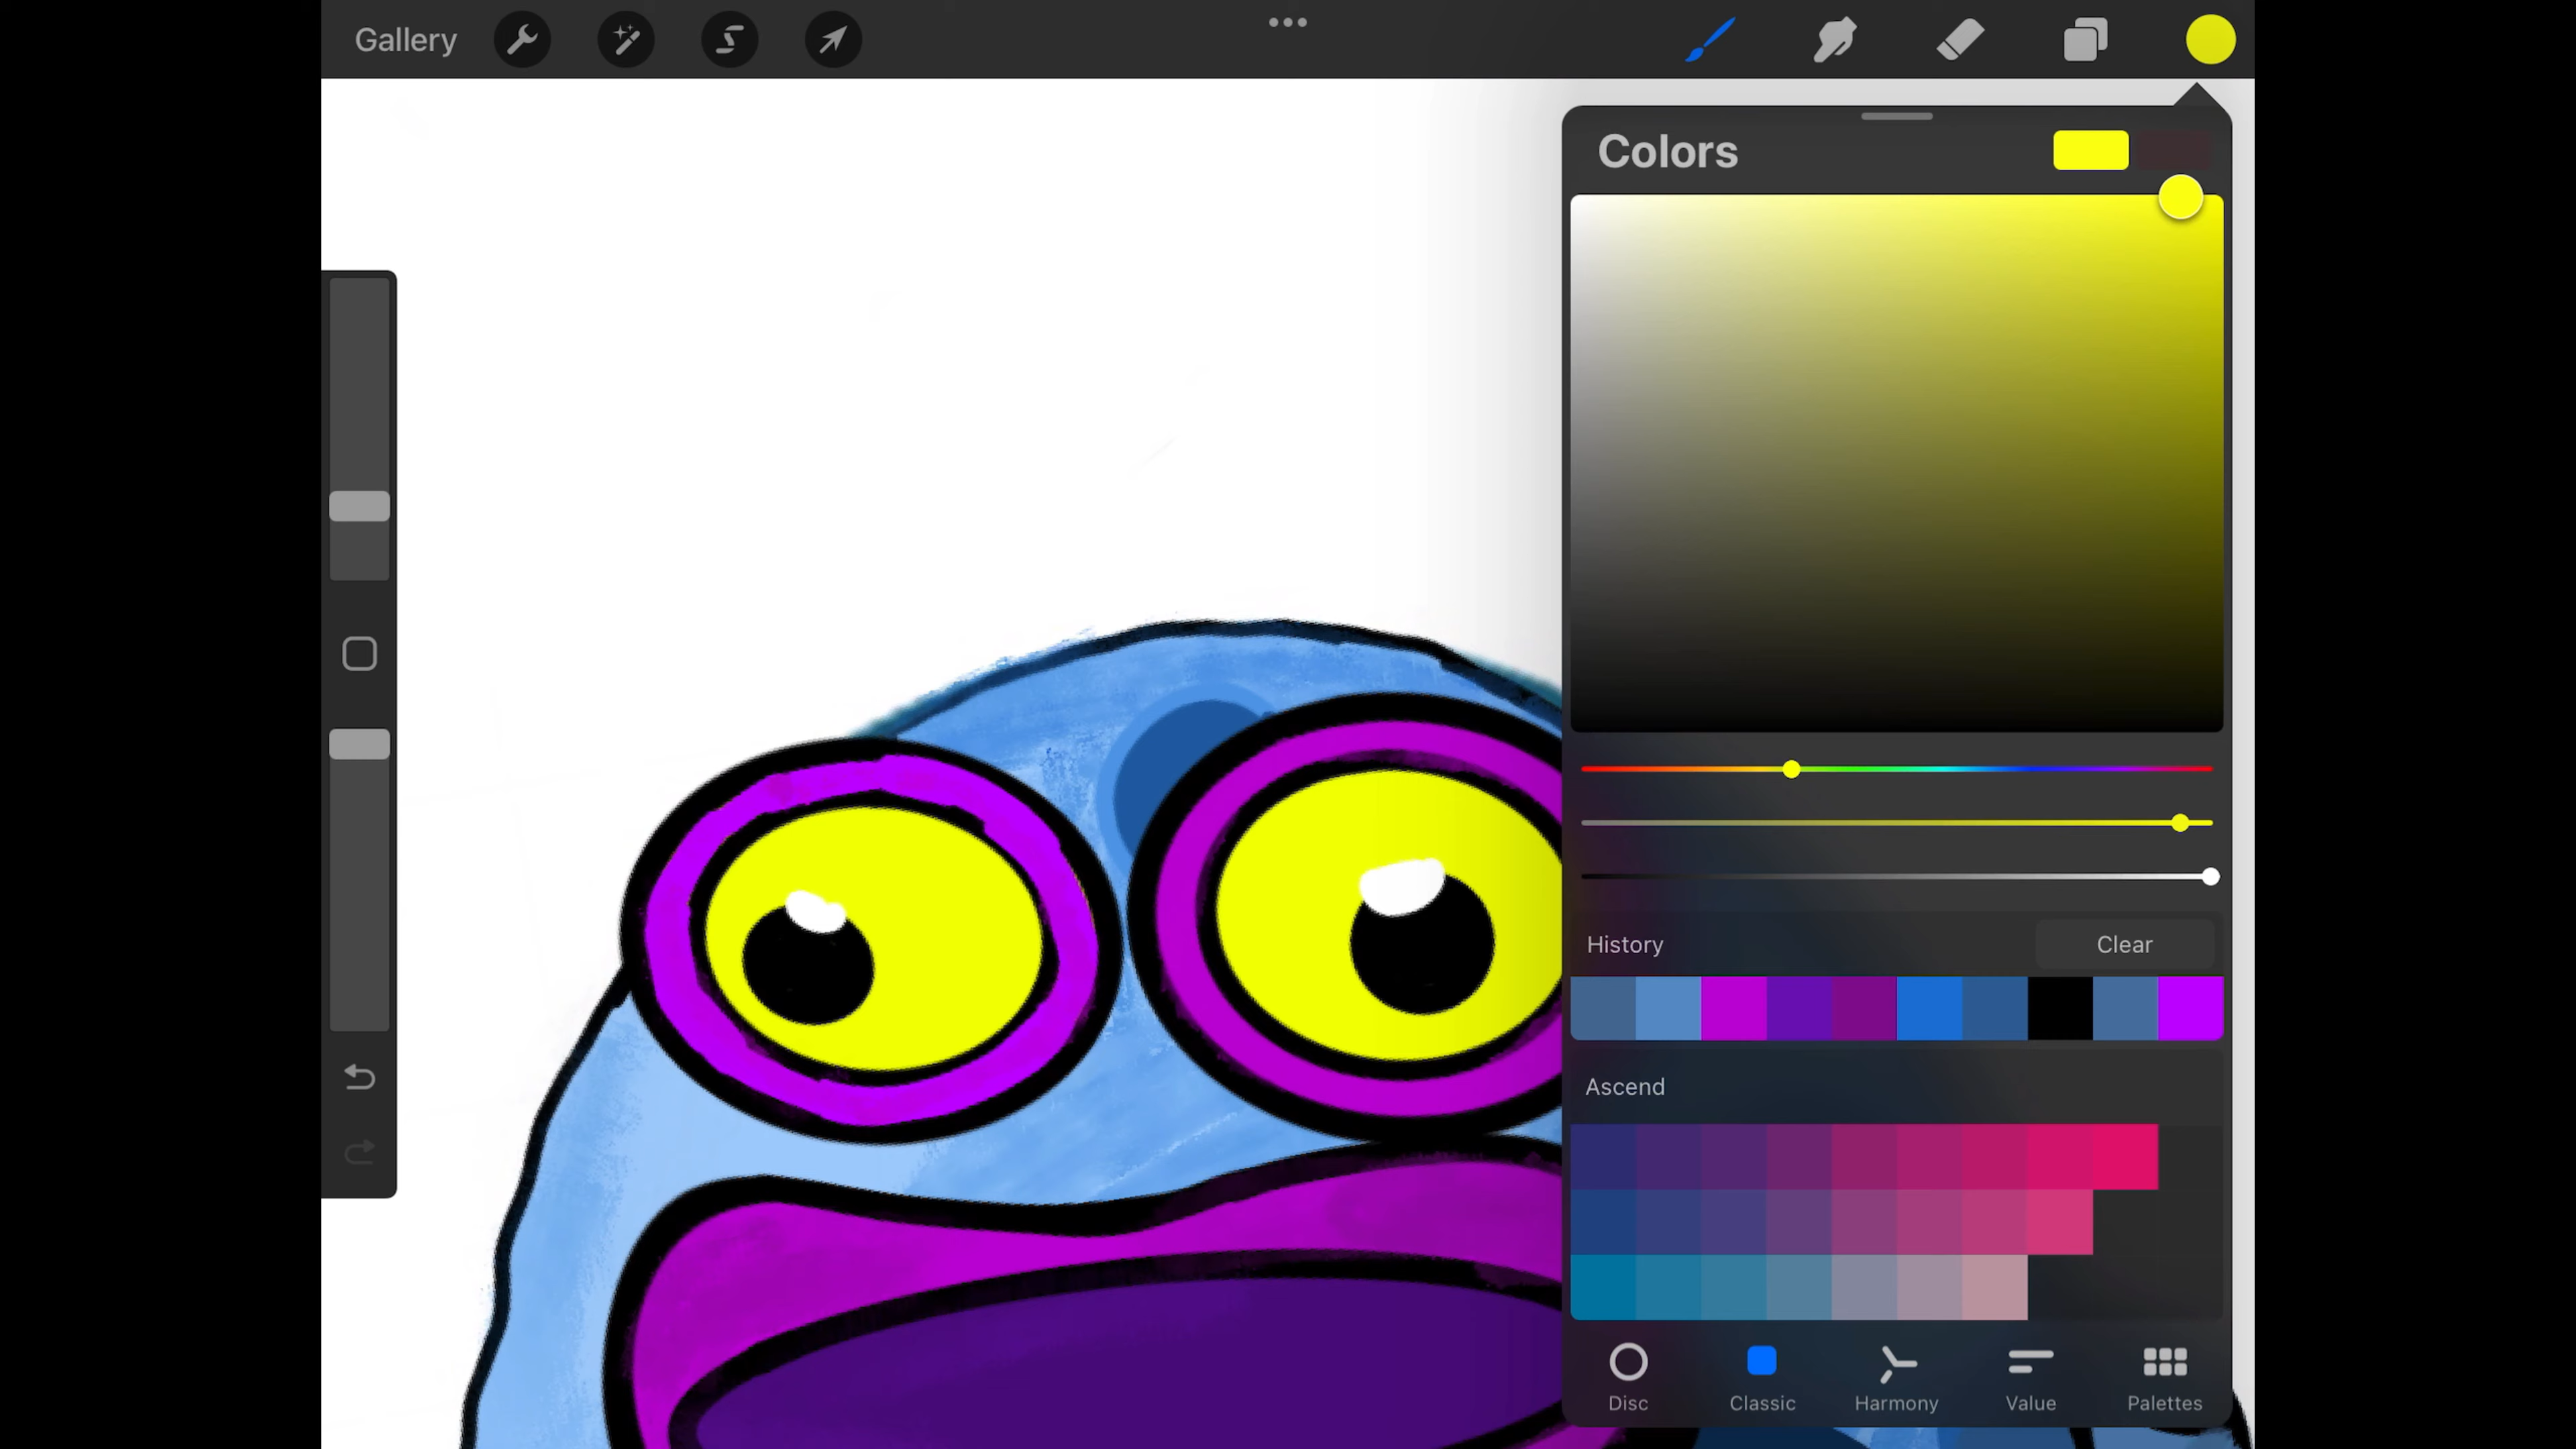 Gallery
Colors
History
Clear
Ascend
Disc
Classic
Harmony
Value
Palettes